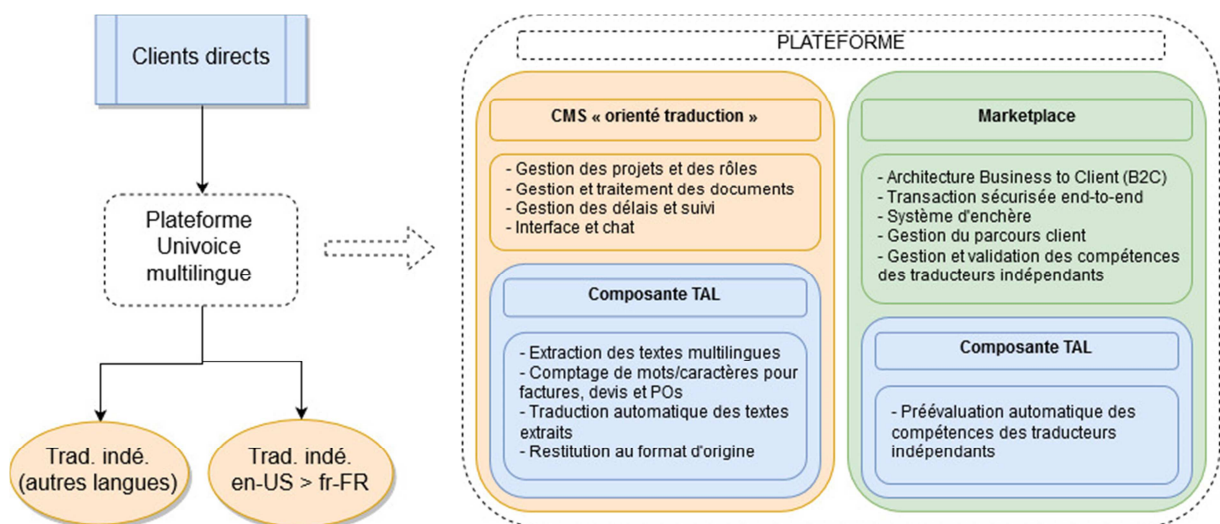 Clients directs
Plateforme
Univoice
multilingue
Trad. indé.
(autres langues)
Trad. indé.
en-US > fr-FR
PLATEFORME
CMS « orienté traduction »
- Gestion des projets et des rôles
- Gestion et traitement des documents
- Gestion des délais et suivi
- Interface et chat
Composante TAL
- Extraction des textes multilingues
- Comptage de mots/caractères pour
factures, devis et POs
- Traduction automatique des textes
extraits
- Restitution au format d'origine
Marketplace
- Architecture Business to Client (B2C)
- Transaction sécurisée end-to-end
- Système d'enchère
- Gestion du parcours client
- Gestion et validation des compétences
des traducteurs indépendants
Composante TAL
- Préévaluation automatique des
compétences des traducteurs
indépendants